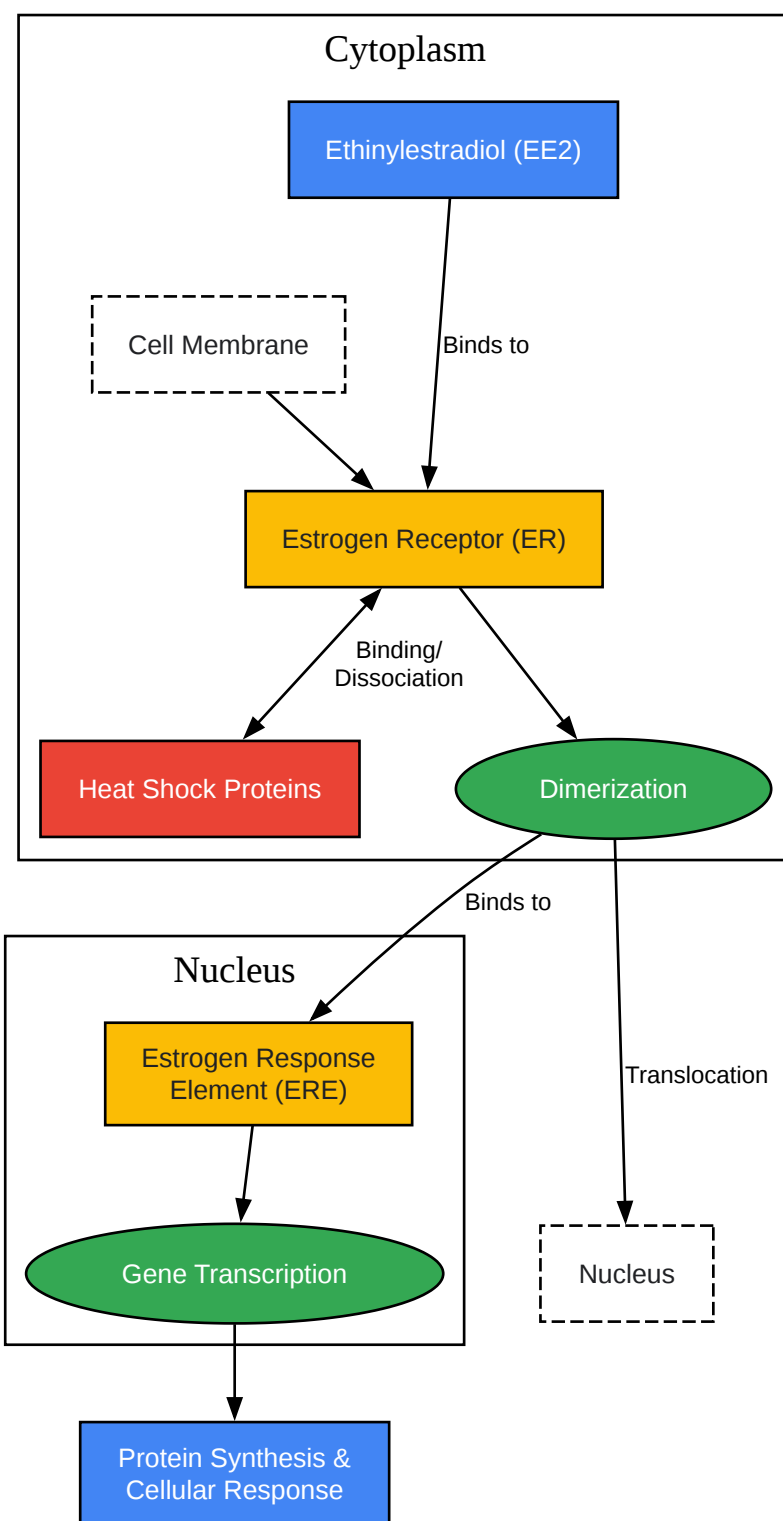 Cytoplasm
Ethinylestradiol (EE2)
Cell Membrane
Binds to
Estrogen Receptor (ER)
Binding/
Dissociation
Heat Shock Proteins
Dimerization
Binds to
Nucleus
Estrogen Response
Element (ERE)
Translocation
Gene Transcription
Nucleus
Protein Synthesis &
Cellular Response